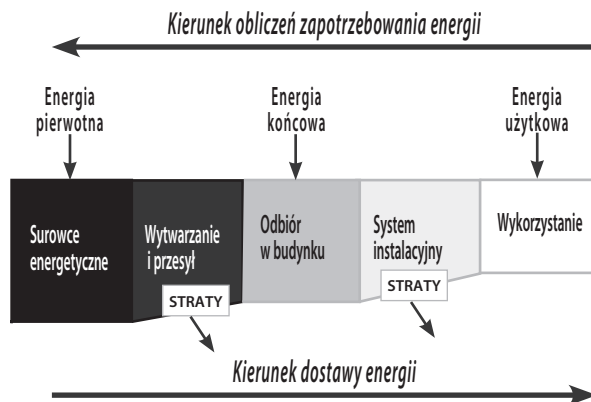 Kierunek obliczeń zapotrzebowania energii
Energia
pierwotna
Energia
końcowa
Energia
użytkowa
Surowce
energetyczne
Wytwarzanie
i przesył
Odbiór
w budynku
System
instalacyjny
Wykorzystanie
STRATY
STRATY
Kierunek dostawy energii